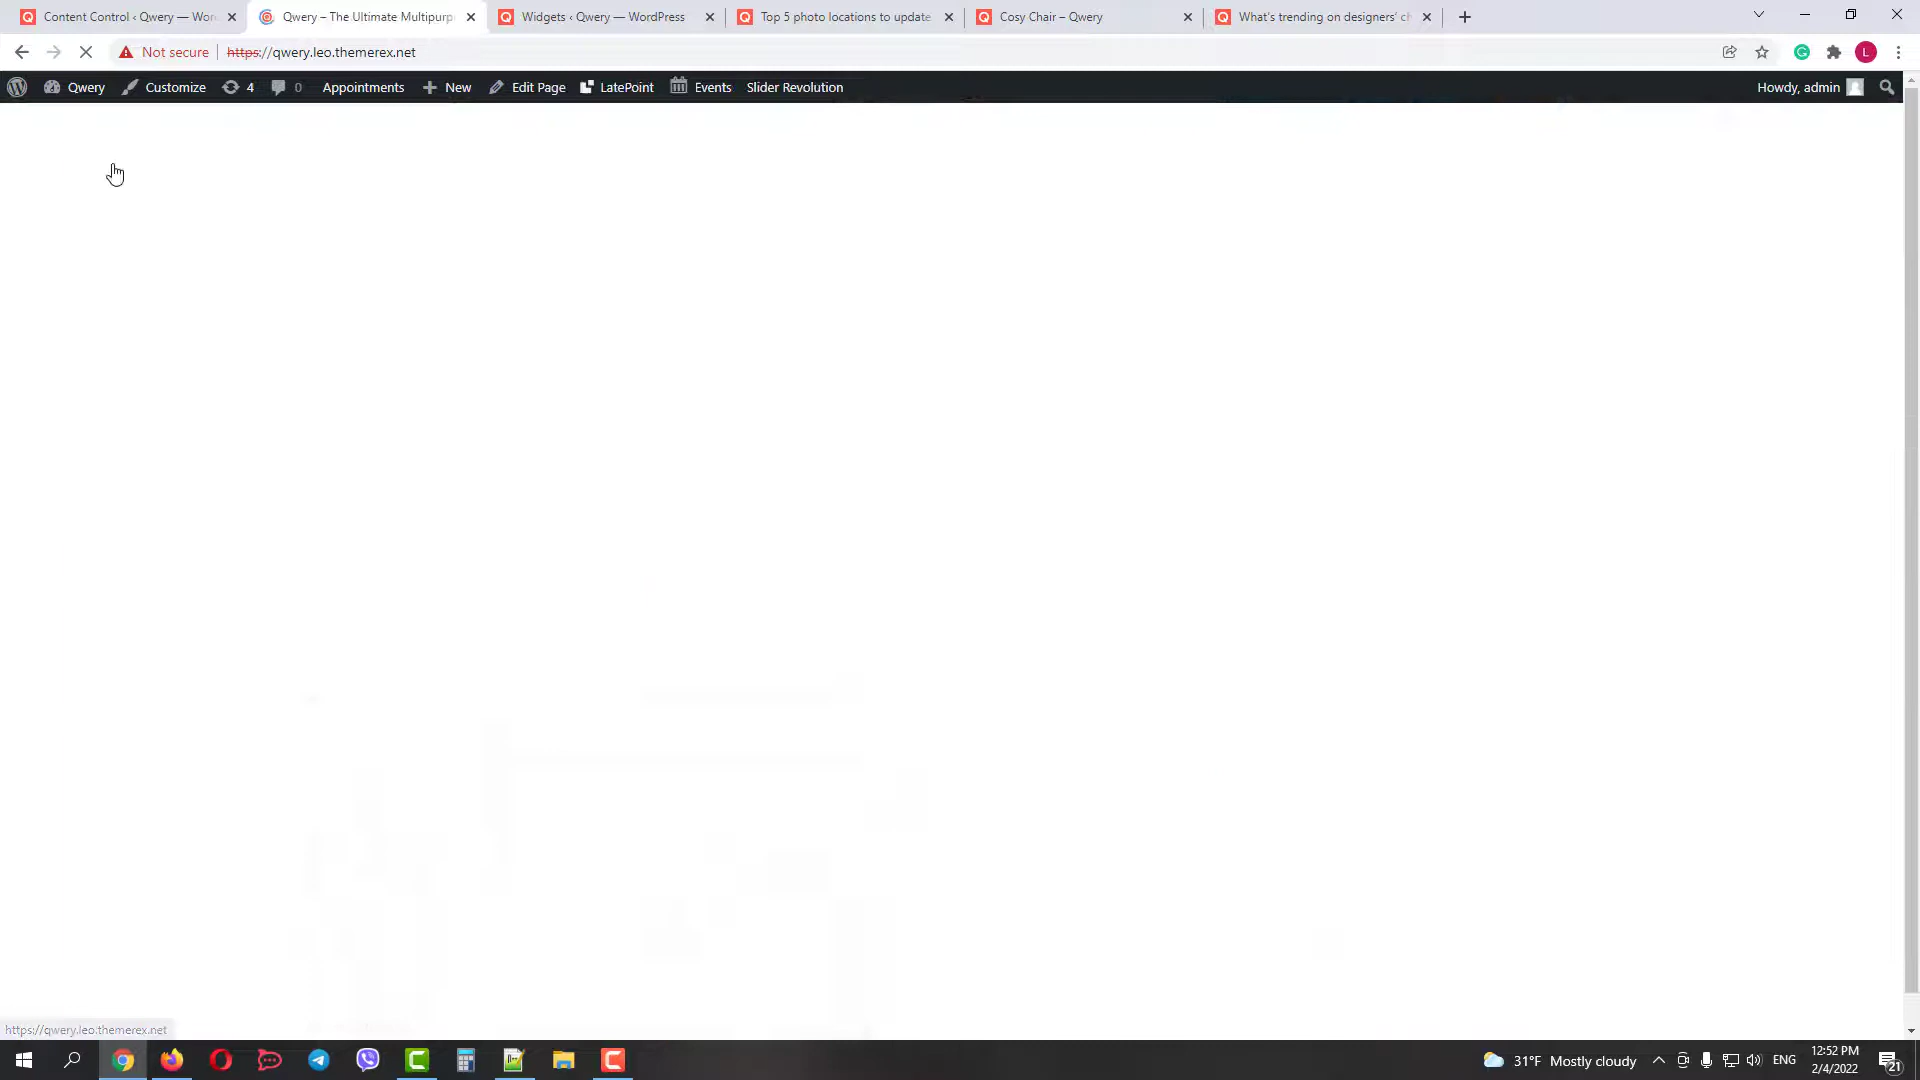 Content Control ‹ Qwery — Wor
Qwery – The Ultimate Multipurp
Widgets ‹ Qwery — WordPress
Top 5 photo locations to update
Cosy Chair – Qwery
What's trending on designers' ch
Not secure
https://qwery.leo.themerex.net
Qwery
Customize
4
0
Appointments
New
Edit Page
LatePoint
Events
Slider Revolution
Howdy, admin
https://qwery.leo.themerex.net
31°F Mostly cloudy
ENG
12:52 PM
2/4/2022
21